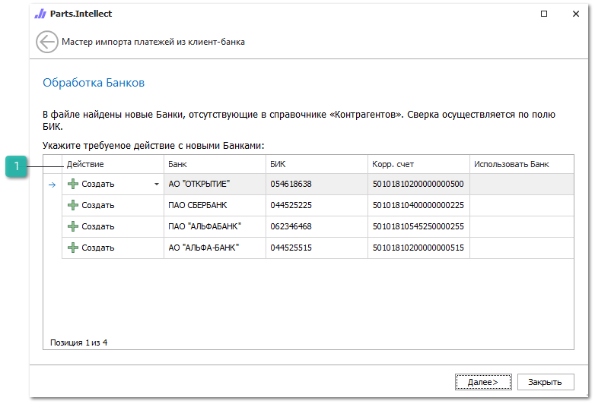 Parts.Intellect
Мастер импорта платежей из клиент-банка
Обработка Банков
В файле найдены новые Банки, отсутствующие в справочнике «Контрагентов». Сверка осуществляется по полю
БИК.
Укажите требуемое действие с новыми Банками:
1
Действие Банк БИК Корр. счет Использовать Банк
Создать АО "ОТКРЫТИЕ" 054618638 50101810200000000500
Создать ПАО СБЕРБАНК 044525225 50101810400000000225
Создать ПАО "АЛЬФАБАНК" 062346468 50101810545250000255
Создать АО "АЛЬФА-БАНК" 044525515 50101810200000000515
Позиция 1 из 4
Далее> Закрыть